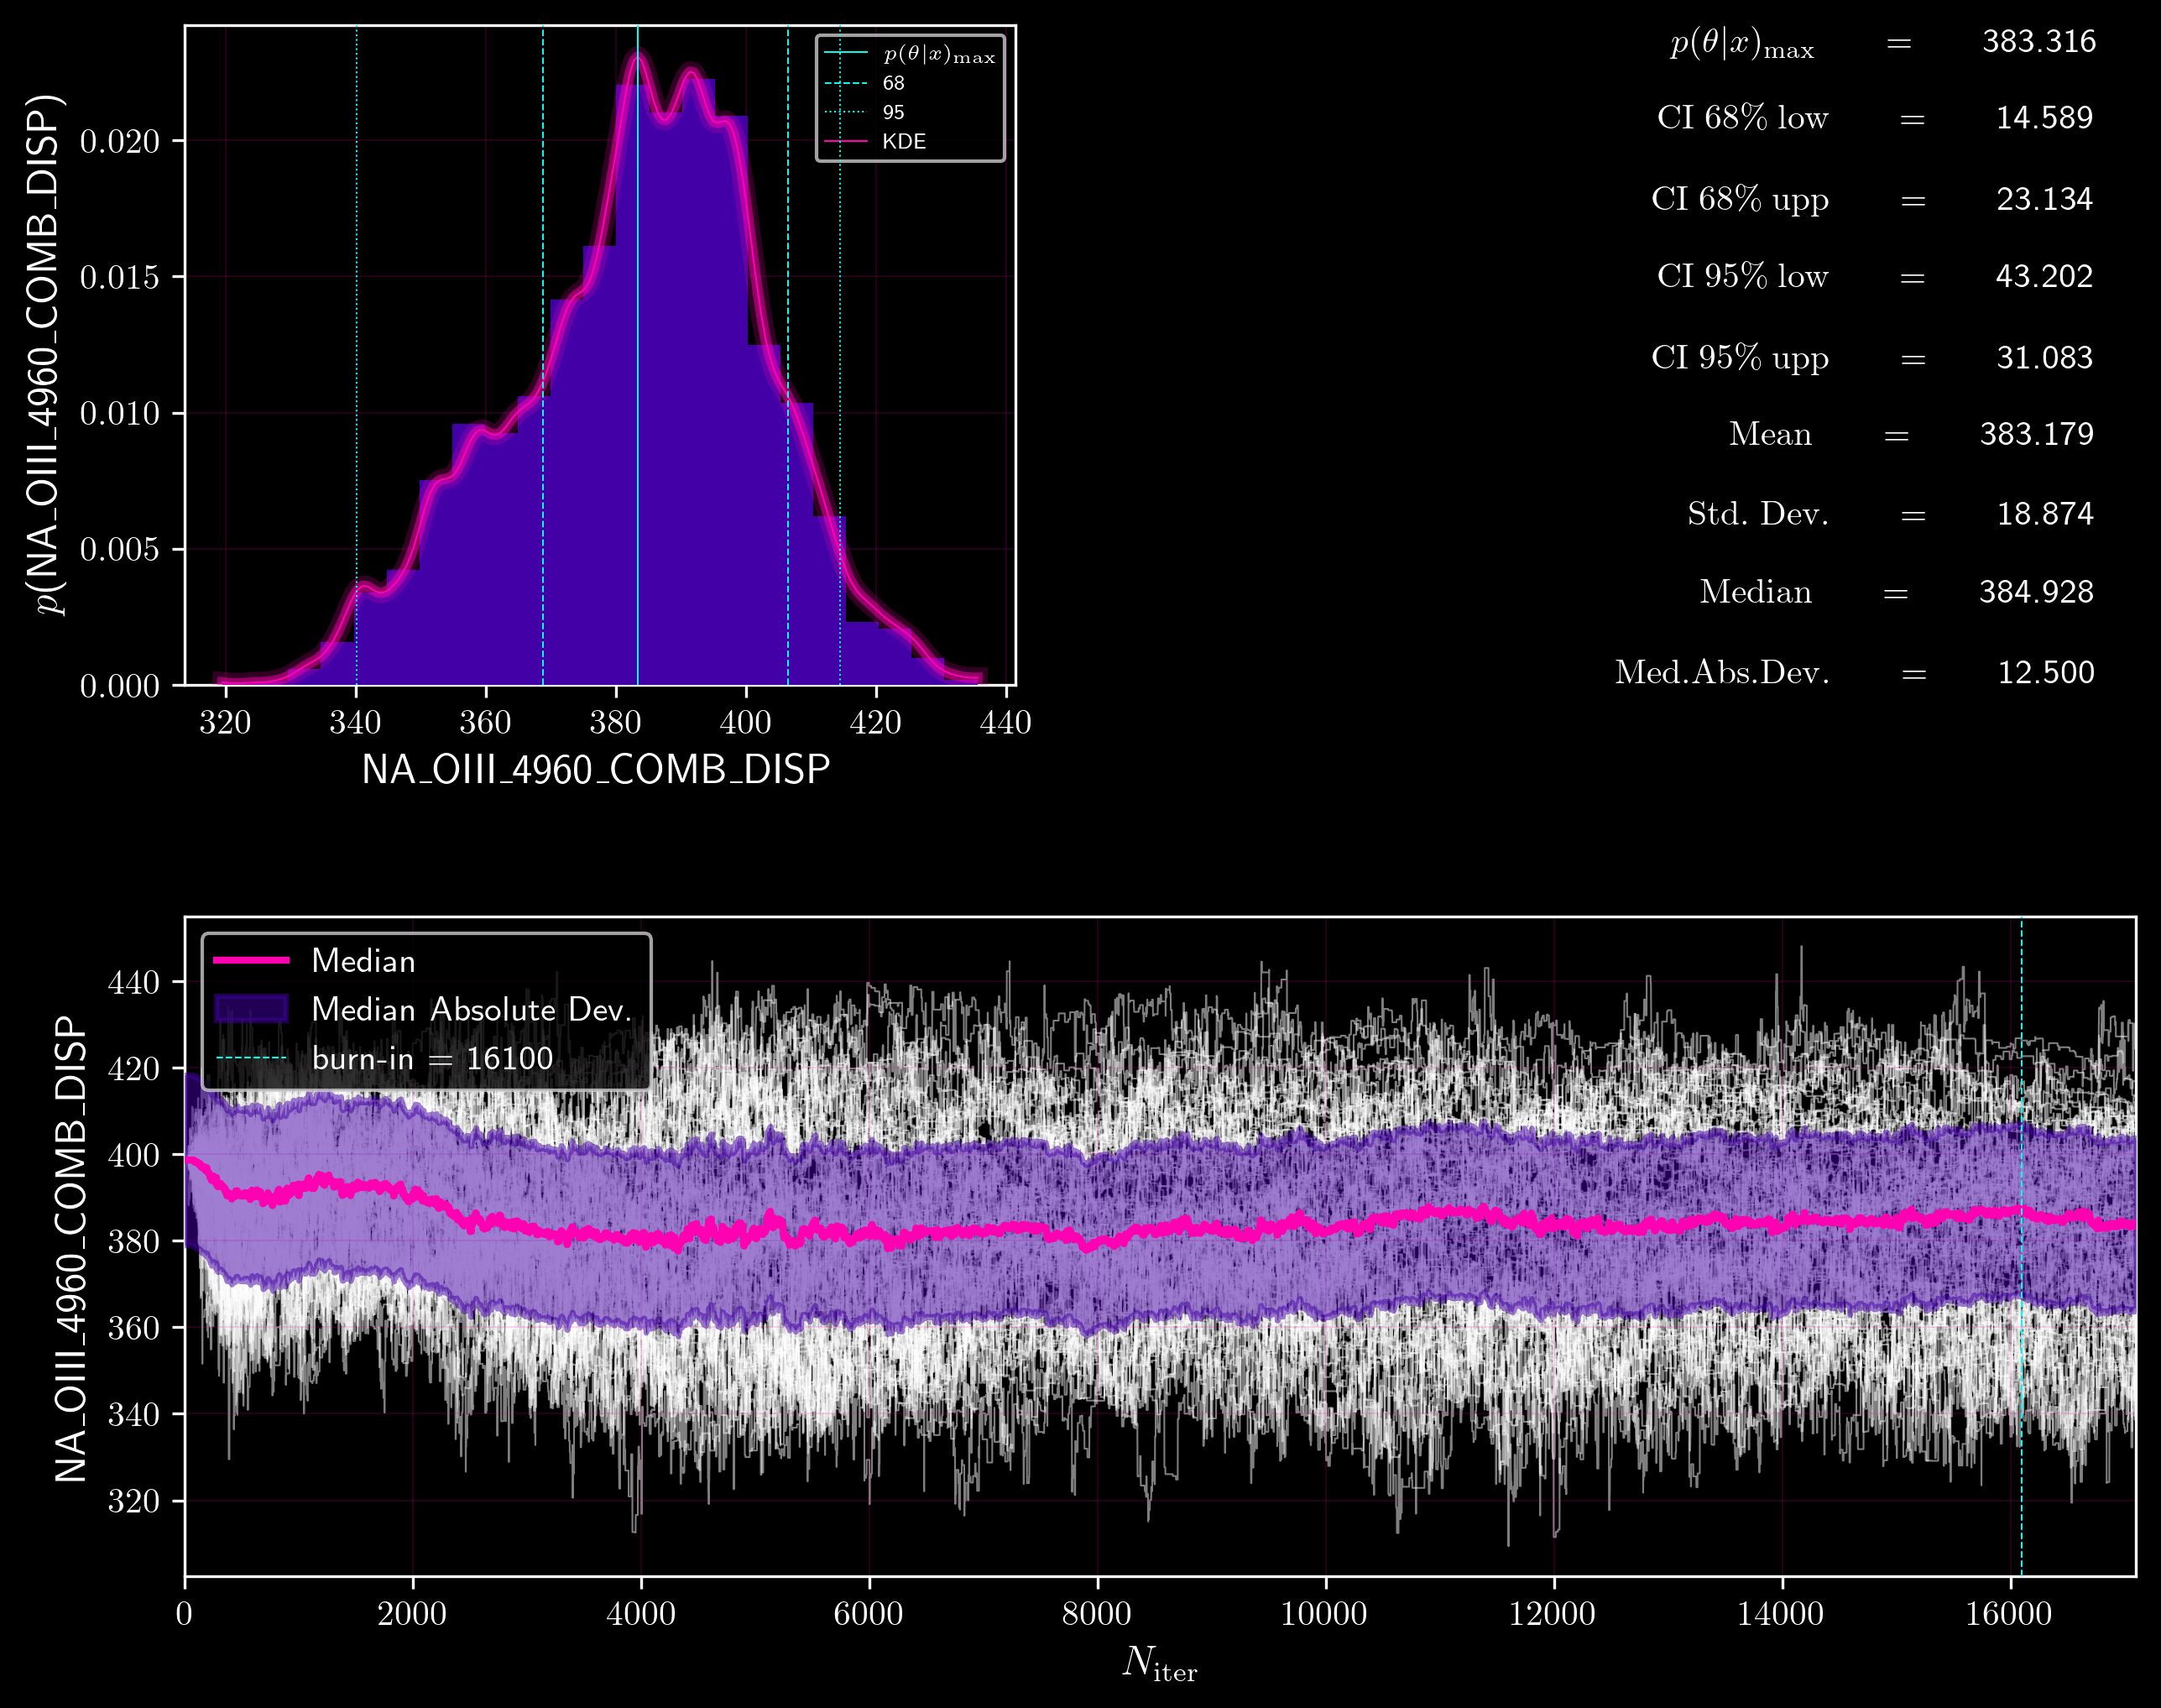 p(NA_OIII_4960_COMB_DISP)
0.020
0.015
0.010
0.005
0.000
320 340 360 380 400 420 440
NA_OIII_4960_COMB_DISP
p(θ|x)max
68
95
KDE
p(θ|x)max = 383.316
CI 68% low = 14.589
CI 68% upp = 23.134
CI 95% low = 43.202
CI 95% upp = 31.083
Mean = 383.179
Std. Dev. = 18.874
Median = 384.928
Med.Abs.Dev. = 12.500
NA_OIII_4960_COMB_DISP
440
420
400
380
360
340
320
Median
Median Absolute Dev.
burn-in = 16100
0 2000 4000 6000 8000 10000 12000 14000 16000
Niter